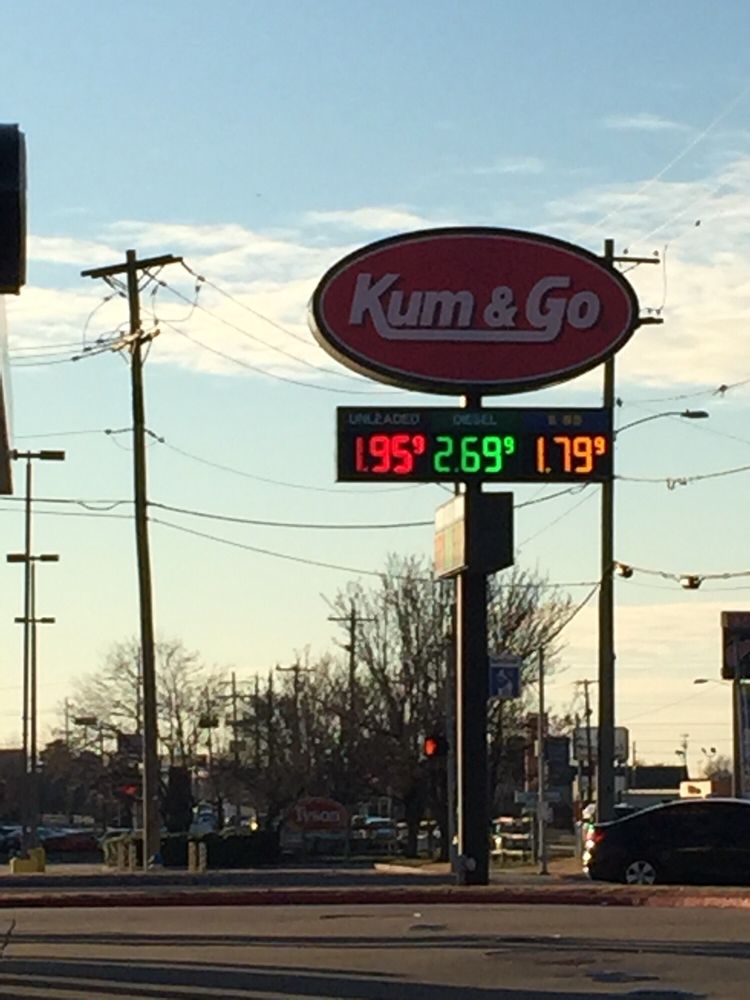 Kum & Go
UNLEADED DIESEL E-85
1.95⁹ 2.69⁹ 1.79⁹
Tyson